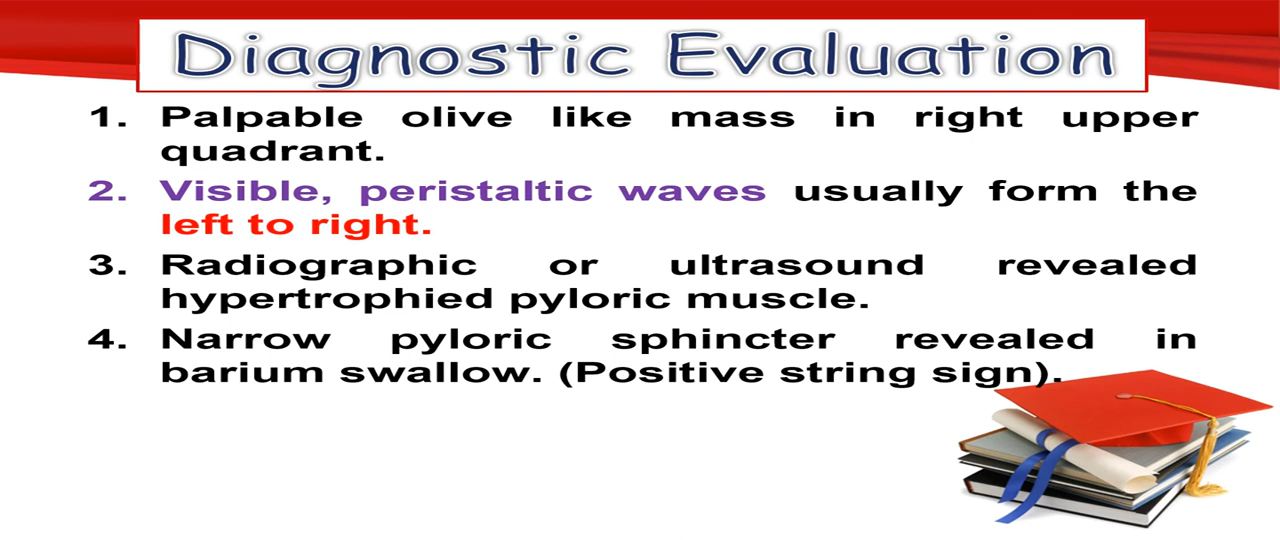 Diagnostic Evaluation
1. Palpable olive like mass in right upper
quadrant.
2. Visible, peristaltic waves usually form the
left to right.
3. Radiographic or ultrasound revealed
hypertrophied pyloric muscle.
4. Narrow pyloric sphincter revealed in
barium swallow. (Positive string sign).